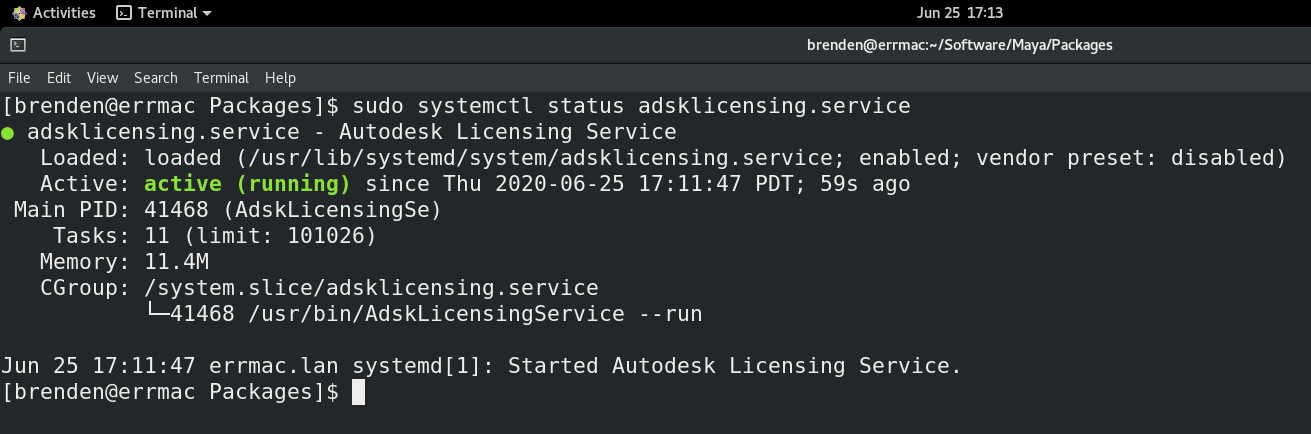 Activities Terminal Jun 25 17:13
brenden@errmac:~/Software/Maya/Packages
File Edit View Search Terminal Help
[brenden@errmac Packages]$ sudo systemctl status adsklicensing.service
● adsklicensing.service - Autodesk Licensing Service
   Loaded: loaded (/usr/lib/systemd/system/adsklicensing.service; enabled; vendor preset: disabled)
   Active: active (running) since Thu 2020-06-25 17:11:47 PDT; 59s ago
 Main PID: 41468 (AdskLicensingSe)
    Tasks: 11 (limit: 101026)
   Memory: 11.4M
   CGroup: /system.slice/adsklicensing.service
           └─41468 /usr/bin/AdskLicensingService --run
Jun 25 17:11:47 errmac.lan systemd[1]: Started Autodesk Licensing Service.
[brenden@errmac Packages]$